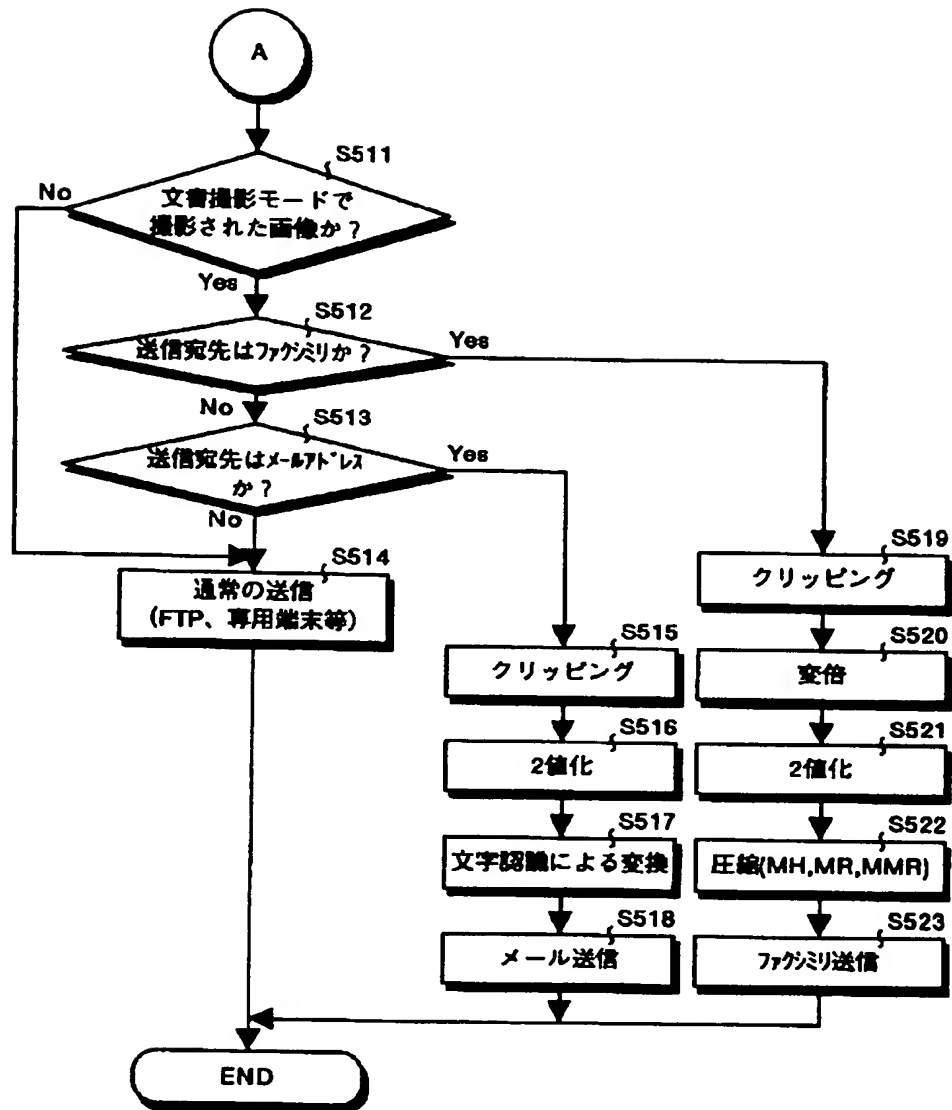 A
S511
No
文書撮影モードで
撮影された画像か？
Yes
S512
送信宛先はファクシミリか？
Yes
No
S513
送信宛先はメールアドレス
か？
Yes
No
S514
通常の送信
(FTP、専用端末等)
S515
クリッピング
S516
2値化
S517
文字認識による変換
S518
メール送信
S519
クリッピング
S520
変倍
S521
2値化
S522
圧縮(MH,MR,MMR)
S523
ファクシミリ送信
END